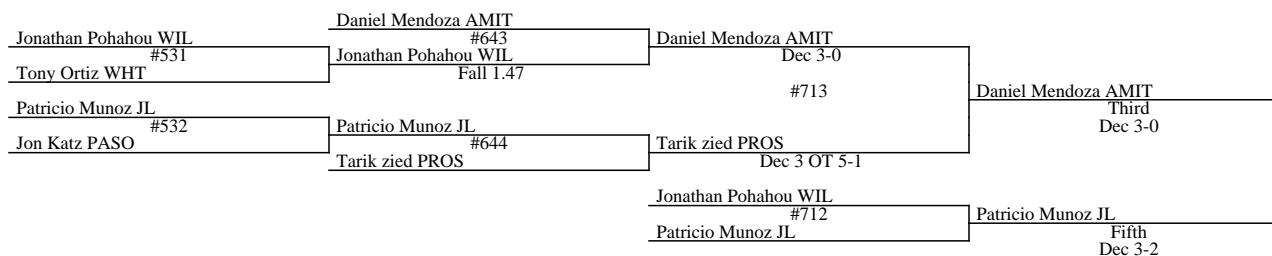 Daniel Mendoza AMIT
Jonathan Pohahou WIL
#643
Daniel Mendoza AMIT
#531
Jonathan Pohahou WIL
Dec 3-0
Tony Ortiz WHT
Fall 1.47
#713
Daniel Mendoza AMIT
Patricio Munoz JL
Third
#532
Patricio Munoz JL
Dec 3-0
Jon Katz PASO
#644
Tarik zied PROS
Tarik zied PROS
Dec 3 OT 5-1
Jonathan Pohahou WIL
#712
Patricio Munoz JL
Patricio Munoz JL
Fifth
Dec 3-2